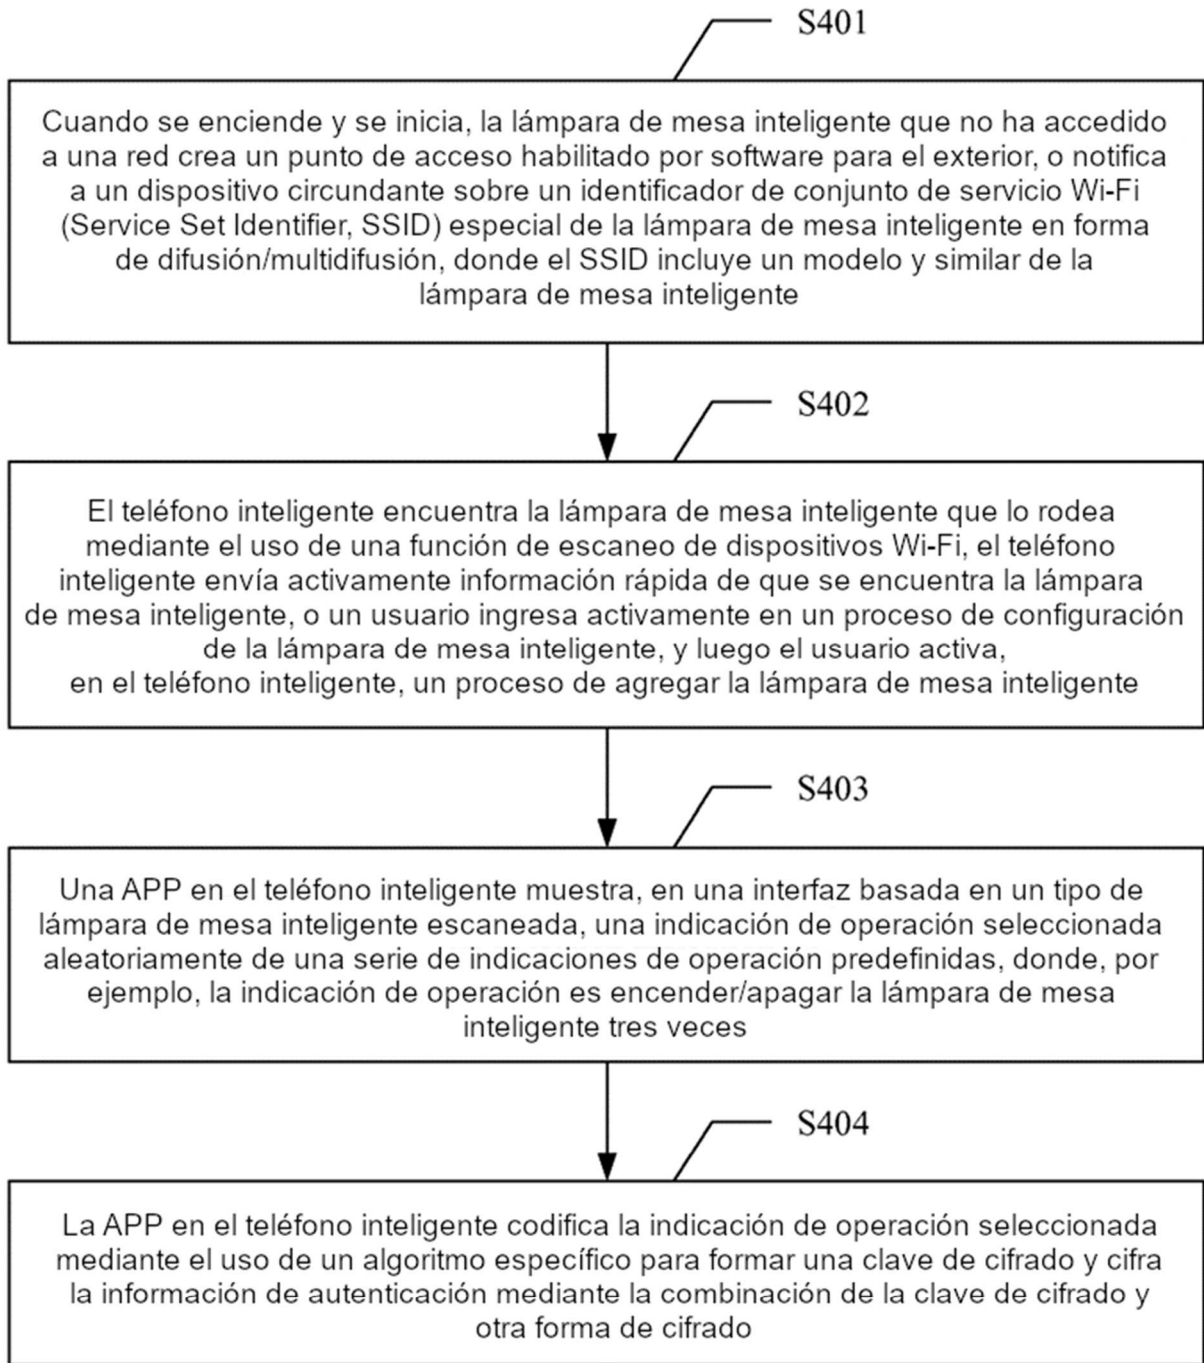 S401
Cuando se enciende y se inicia, la lámpara de mesa inteligente que no ha accedido
a una red crea un punto de acceso habilitado por software para el exterior, o notifica
a un dispositivo circundante sobre un identificador de conjunto de servicio Wi-Fi
(Service Set Identifier, SSID) especial de la lámpara de mesa inteligente en forma
de difusión/multidifusión, donde el SSID incluye un modelo y similar de la
lámpara de mesa inteligente
S402
El teléfono inteligente encuentra la lámpara de mesa inteligente que lo rodea
mediante el uso de una función de escaneo de dispositivos Wi-Fi, el teléfono
inteligente envía activamente información rápida de que se encuentra la lámpara
de mesa inteligente, o un usuario ingresa activamente en un proceso de configuración
de la lámpara de mesa inteligente, y luego el usuario activa,
en el teléfono inteligente, un proceso de agregar la lámpara de mesa inteligente
S403
Una APP en el teléfono inteligente muestra, en una interfaz basada en un tipo de
lámpara de mesa inteligente escaneada, una indicación de operación seleccionada
aleatoriamente de una serie de indicaciones de operación predefinidas, donde, por
ejemplo, la indicación de operación es encender/apagar la lámpara de mesa
inteligente tres veces
S404
La APP en el teléfono inteligente codifica la indicación de operación seleccionada
mediante el uso de un algoritmo específico para formar una clave de cifrado y cifra
la información de autenticación mediante la combinación de la clave de cifrado y
otra forma de cifrado